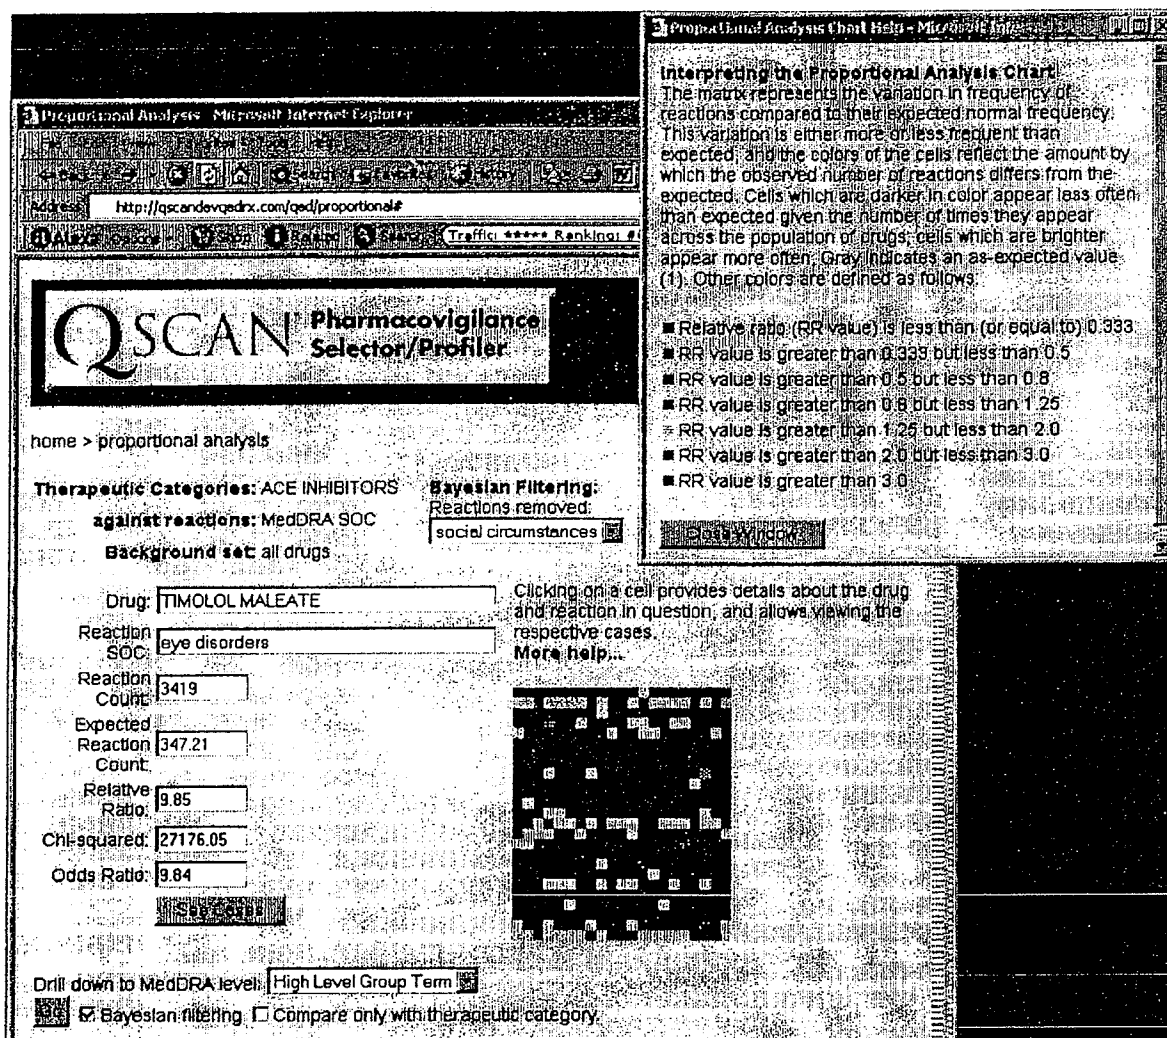 Proportional Analysis Chart Help - Mic
Interpreting the Proportional Analysis Chart
The matrix represents the variation in frequency of
reactions compared to their expected normal frequency.
This variation is either more or less frequent than
expected, and the colors of the cells reflect the amount by
which the observed number of reactions differs from the
expected. Cells which are darker in color appear less often
than expected given the number of times they appear
across the population of drugs; cells which are brighter
appear more often. Gray indicates an as-expected value
(1). Other colors are defined as follows:
Relative ratio (RR value) is less than (or equal to) 0.333
RR value is greater than 0.333 but less than 0.5
RR value is greater than 0.5 but less than 0.8
RR value is greater than 0.8 but less than 1.25
RR value is greater than 1.25 but less than 2.0
RR value is greater than 2.0 but less than 3.0
RR value is greater than 3.0
Close Window
Proportional Analysis - Microsoft Internet Explorer
Address http://qscandevqedrx.com/qed/proportional#
Alexa
Traffic: ***** Ranking: #
QSCAN Pharmacovigilance
Selector/Profiler
home > proportional analysis
Therapeutic Categories: ACE INHIBITORS
against reactions: MedDRA SOC
Background set: all drugs
Bayesian Filtering:
Reactions removed:
social circumstances
Drug: TIMOLOL MALEATE
Reaction
SOC: eye disorders
Reaction
Count: 3419
Expected
Reaction
Count: 347.21
Relative
Ratio: 9.85
Chi-squared: 27176.05
Odds Ratio: 9.84
See Cases
Clicking on a cell provides details about the drug
and reaction in question, and allows viewing the
respective cases.
More help...
Drill down to MedDRA level: High Level Group Term
Go Bayesian filtering Compare only with therapeutic category.